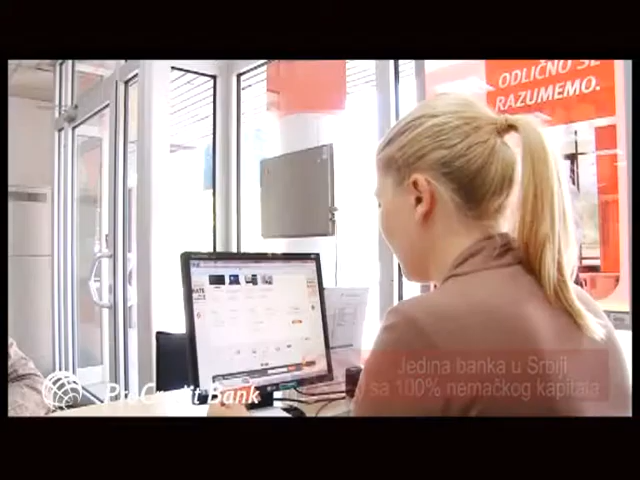 ODLIČNO SE
RAZUMEMO.
Jedina banka u Srbiji
sa 100% nemačkog kapitala
ProCredit Bank